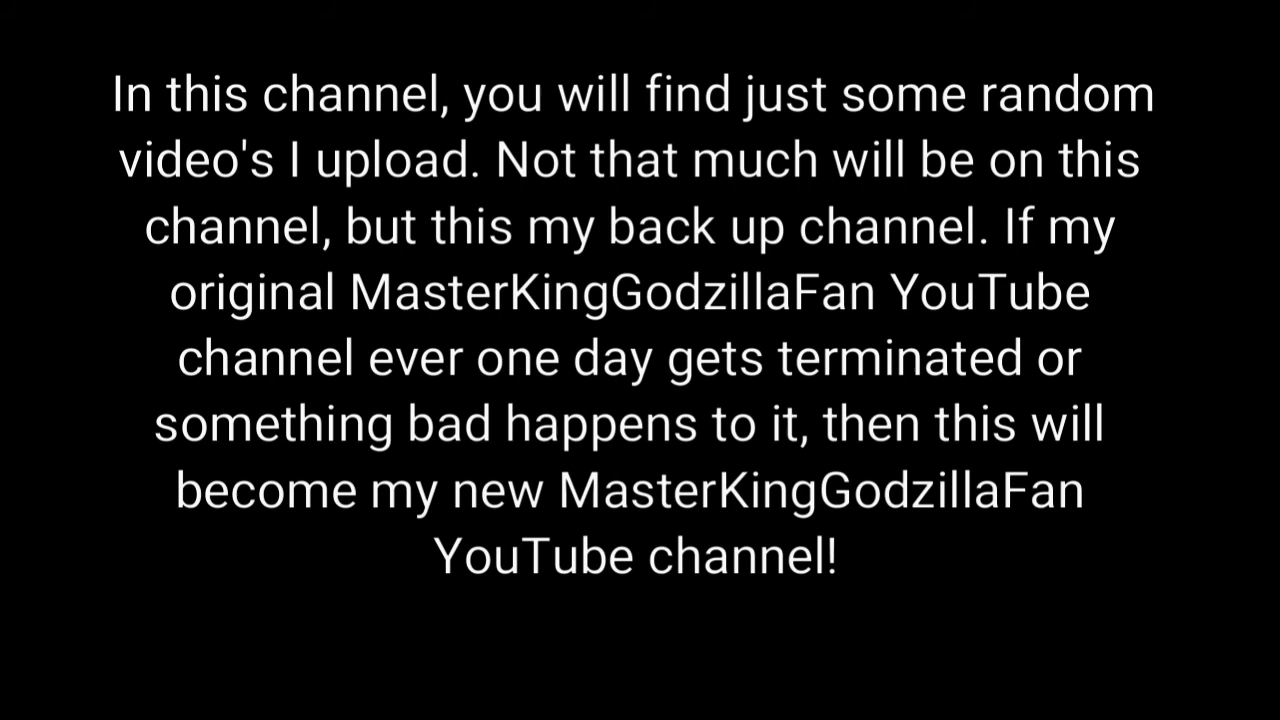 In this channel, you will find just some random
video's I upload. Not that much will be on this
channel, but this my back up channel. If my
original MasterKingGodzillaFan YouTube
channel ever one day gets terminated or
something bad happens to it, then this will
become my new MasterKingGodzillaFan
YouTube channel!